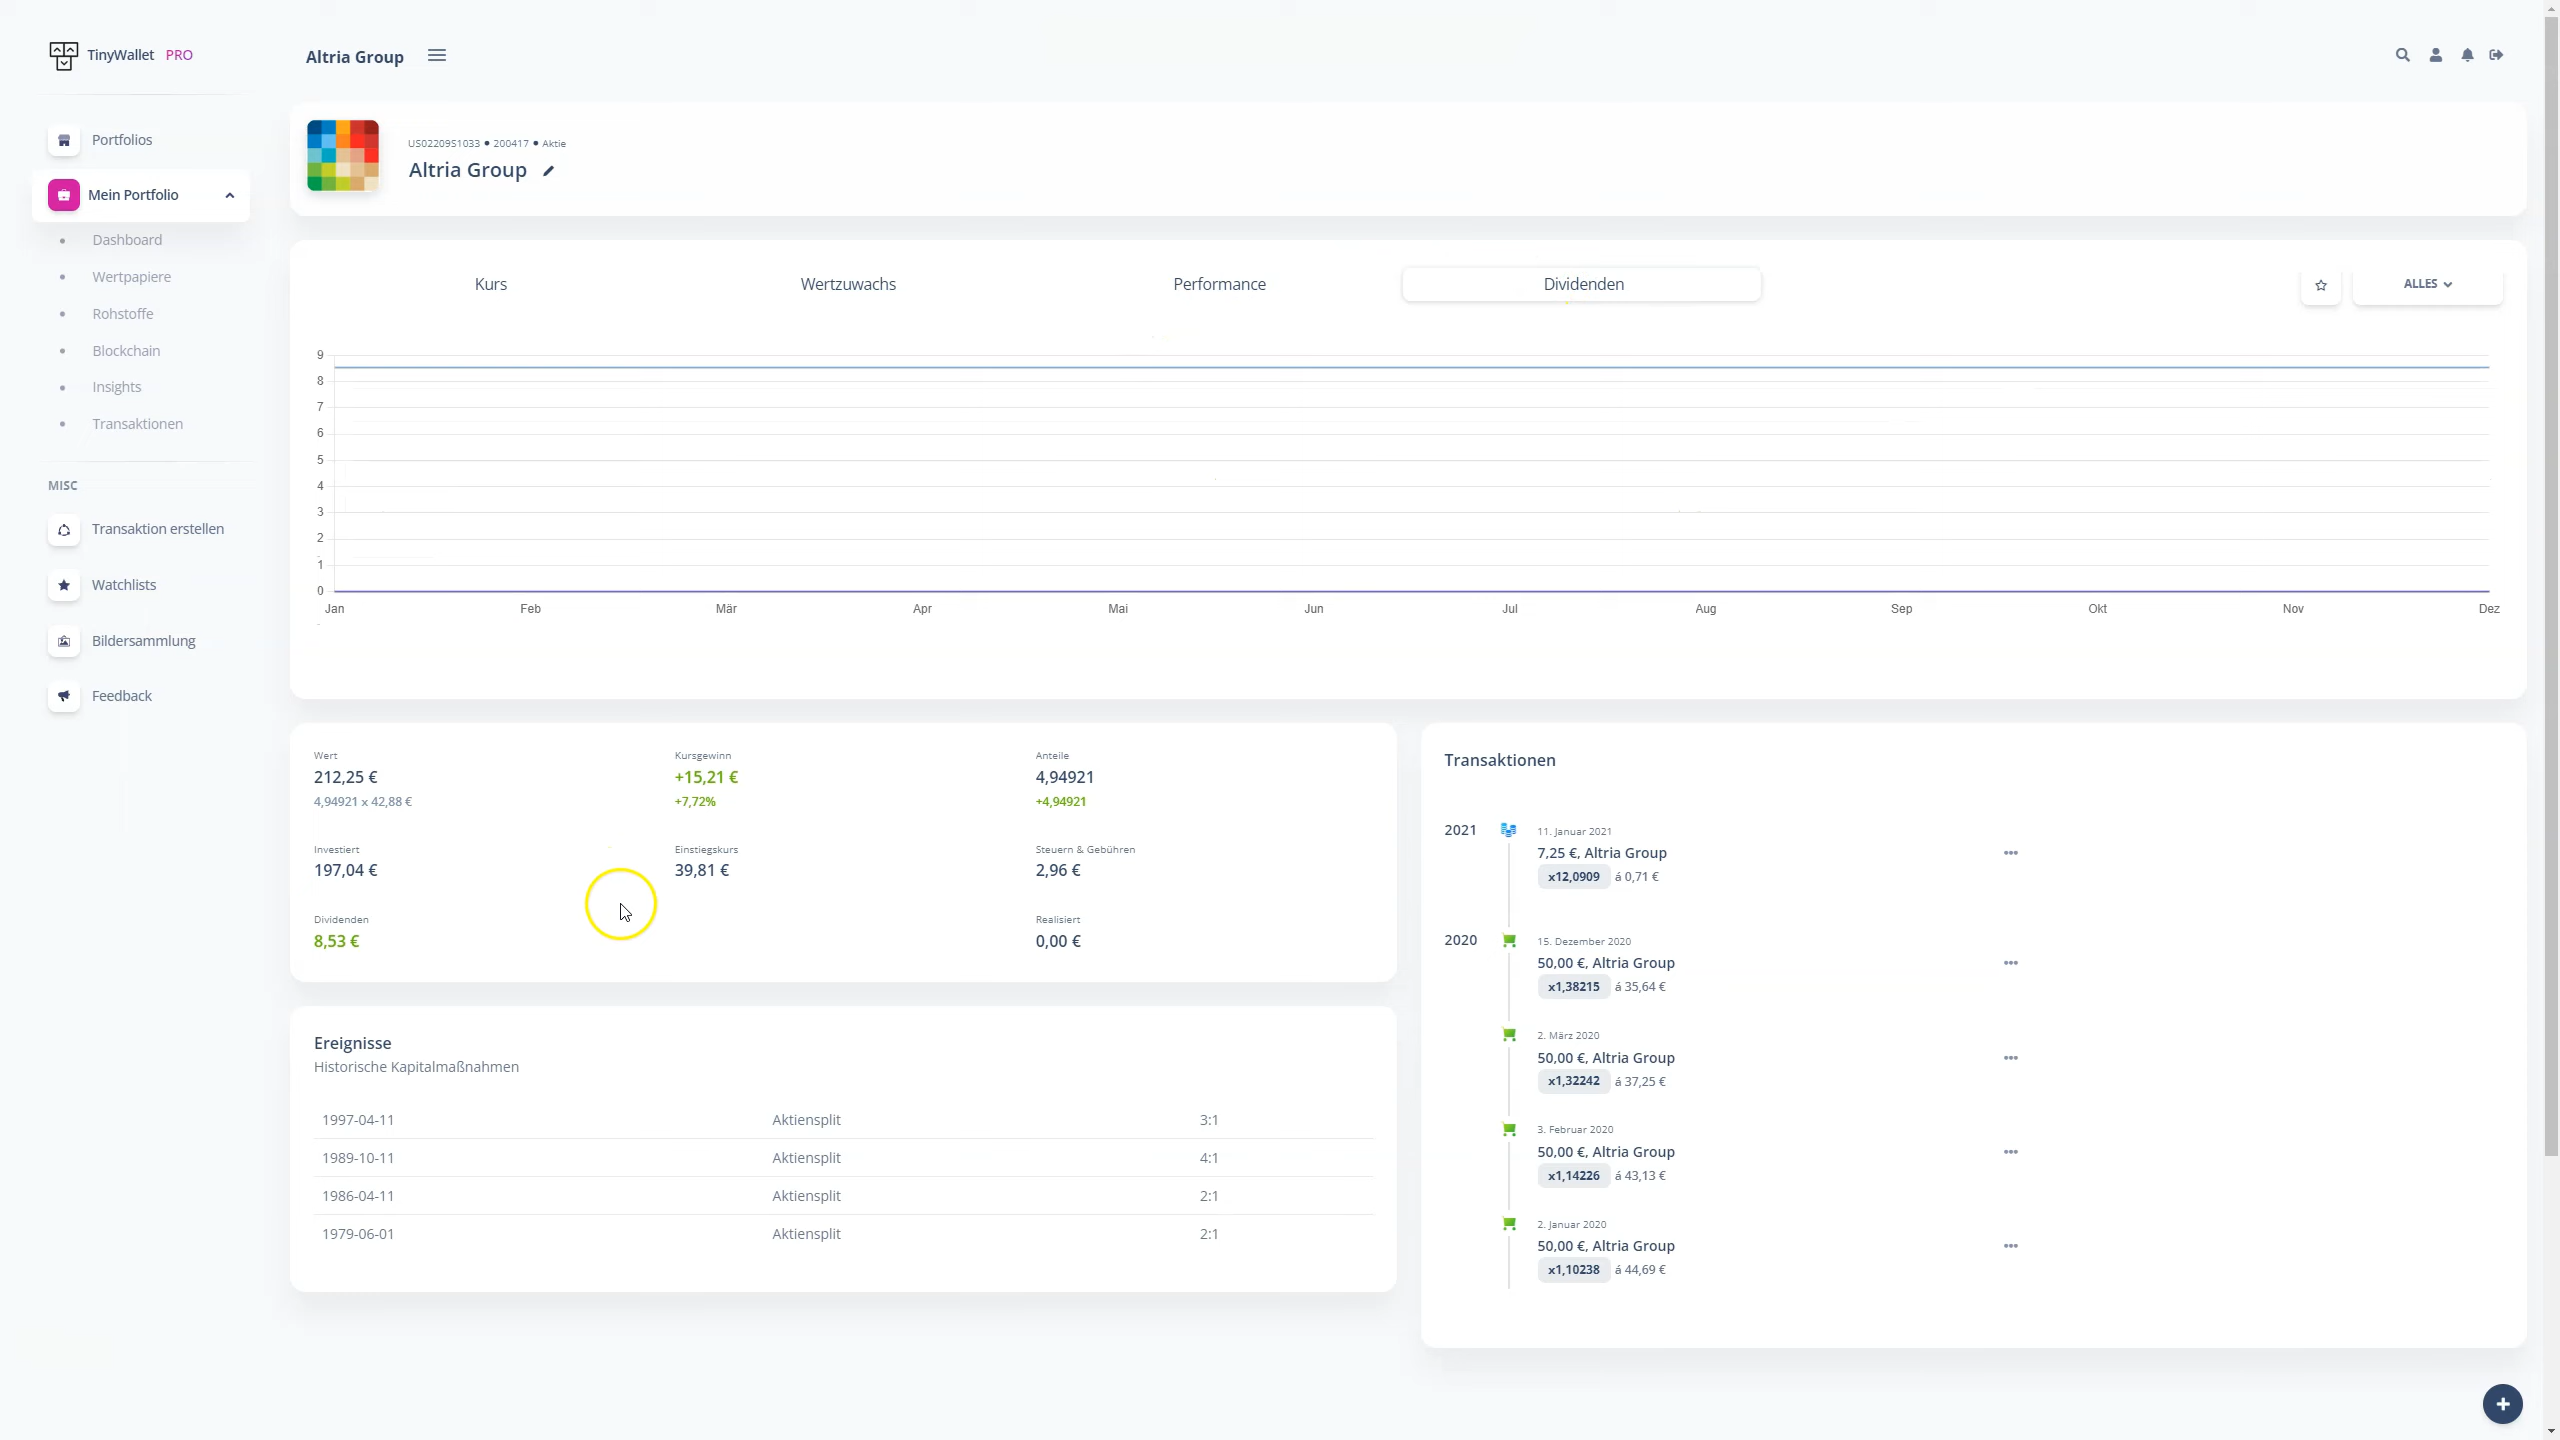 TinyWallet PRO
Altria Group
Portfolios
Mein Portfolio
Dashboard
Wertpapiere
Rohstoffe
Blockchain
Insights
Transaktionen
MISC
Transaktion erstellen
Watchlists
Bildersammlung
Feedback
US02209S1033 • 200417 • Aktie
Altria Group
Kurs Wertzuwachs Performance Dividenden ALLES
9
8
7
6
5
4
3
2
1
0
Jan Feb Mär Apr Mai Jun Jul Aug Sep Okt Nov Dez
Wert
212,25 €
4,94921 x 42,88 €
Kursgewinn
+15,21 €
+7,72%
Anteile
4,94921
+4,94921
Investiert
197,04 €
Einstiegskurs
39,81 €
Steuern & Gebühren
2,96 €
Dividenden
8,53 €
Realisiert
0,00 €
Ereignisse
Historische Kapitalmaßnahmen
1997-04-11 Aktiensplit 3:1
1989-10-11 Aktiensplit 4:1
1986-04-11 Aktiensplit 2:1
1979-06-01 Aktiensplit 2:1
Transaktionen
2021
11. Januar 2021
7,25 €, Altria Group
x12,0909 á 0,71 €
2020
15. Dezember 2020
50,00 €, Altria Group
x1,38215 á 35,64 €
2. März 2020
50,00 €, Altria Group
x1,32242 á 37,25 €
3. Februar 2020
50,00 €, Altria Group
x1,14226 á 43,13 €
2. Januar 2020
50,00 €, Altria Group
x1,10238 á 44,69 €